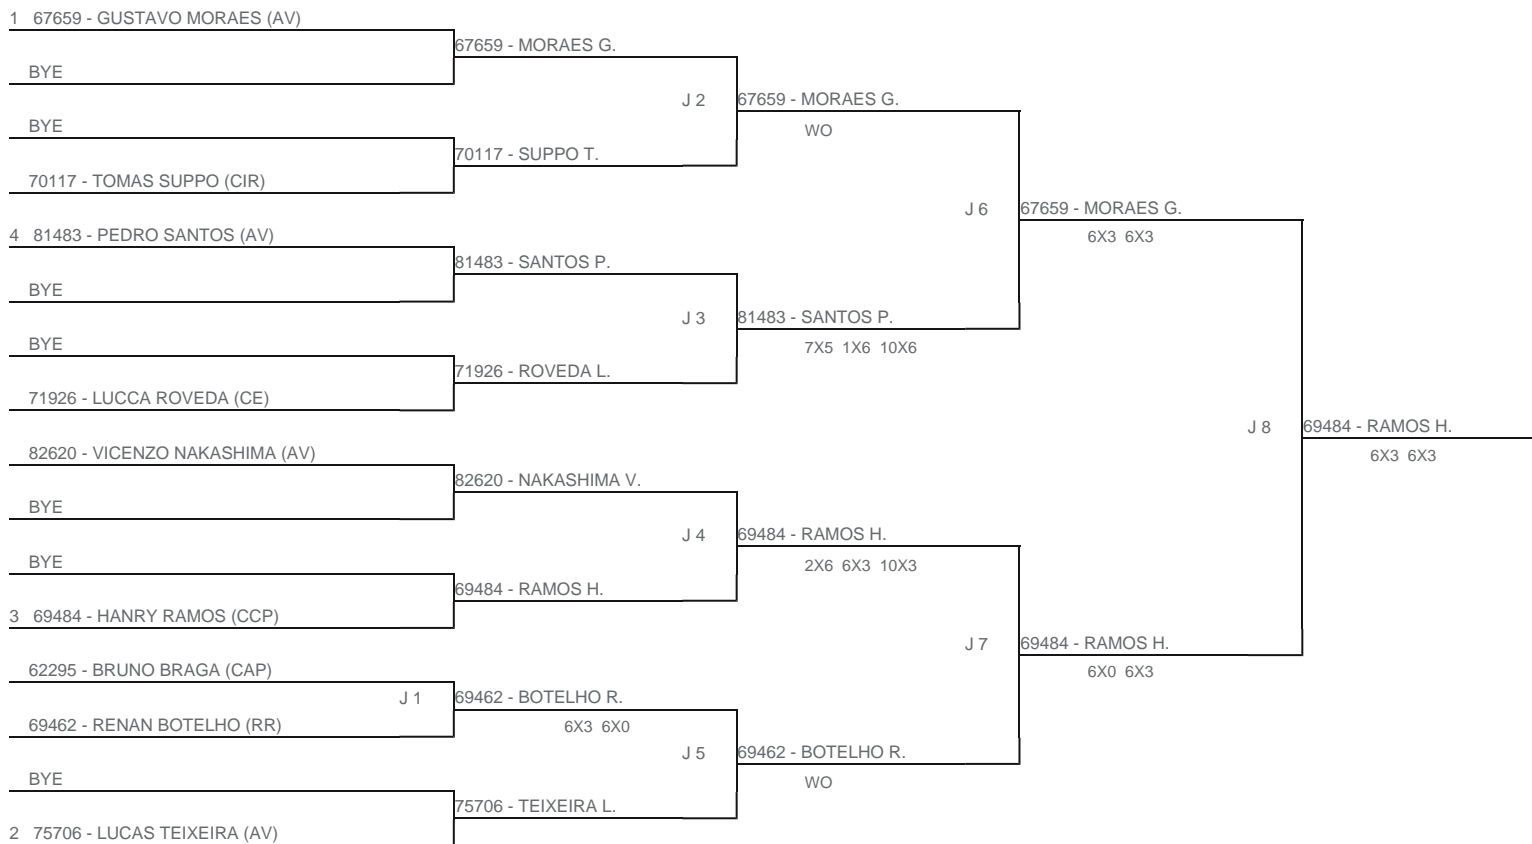 1 67659 - GUSTAVO MORAES (AV)
67659 - MORAES G.
BYE
J 2
67659 - MORAES G.
BYE
WO
70117 - SUPPO T.
70117 - TOMAS SUPPO (CIR)
J 6
67659 - MORAES G.
4 81483 - PEDRO SANTOS (AV)
6X3 6X3
81483 - SANTOS P.
BYE
J 3
81483 - SANTOS P.
BYE
7X5 1X6 10X6
71926 - ROVEDA L.
71926 - LUCCA ROVEDA (CE)
J 8
69484 - RAMOS H.
82620 - VICENZO NAKASHIMA (AV)
6X3 6X3
82620 - NAKASHIMA V.
BYE
J 4
69484 - RAMOS H.
BYE
2X6 6X3 10X3
69484 - RAMOS H.
3 69484 - HANRY RAMOS (CCP)
J 7
69484 - RAMOS H.
62295 - BRUNO BRAGA (CAP)
6X0 6X3
J 1
69462 - BOTELHO R.
69462 - RENAN BOTELHO (RR)
6X3 6X0
J 5
69462 - BOTELHO R.
BYE
WO
75706 - TEIXEIRA L.
2 75706 - LUCAS TEIXEIRA (AV)